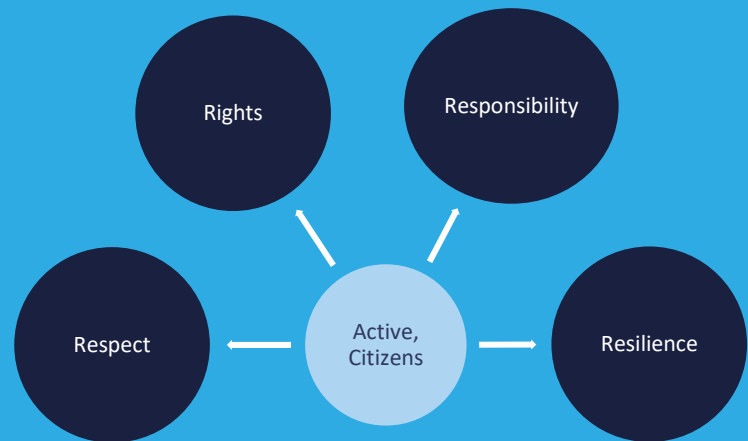 Rights
Responsibility
Respect
Active,
Citizens
Resilience